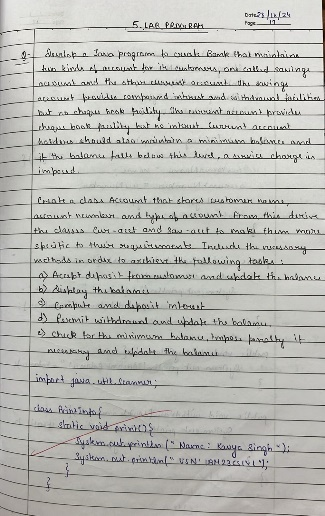 Date 23/12/24
Page 17
5. LAB PROGRAM
Q- Develop a Java program to create Bank that maintains
two kinds of account for its customers, one called savings
account and the other current account. The savings
account provides compound interest and withdrawal facilities
but no cheque book facility. The current account provides
cheque book facility but no interest. Current account
holders should also maintain a minimum balance and
if the balance falls below this level, a service charge is
imposed.
Create a class Account that stores customer name,
account number and type of account. From this derive
the classes Cur-acct and Sav-acct to make them more
specific to their requirements. Include the necessary
methods in order to achieve the following tasks:
a) Accept deposit from customer and update the balance
b) Display the balance
c) Compute and deposit interest
d) Permit withdrawal and update the balance.
e) Check for the minimum balance, impose penalty if
necessary and update the balance
import java.util.Scanner;
class PrintInfo{
static void print(){
System.out.println(" Name: Kavya Singh ");
System.out.println(" USN:
}
}